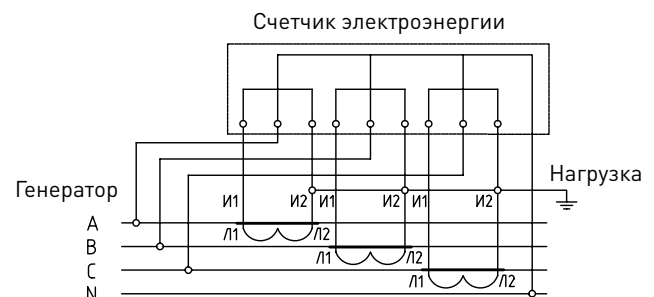 Счетчик электроэнергии
Нагрузка
Генератор
И1 И2 И1 И2 И1 И2
A
Л1 Л2
B
Л1 Л2
C
Л1 Л2
N